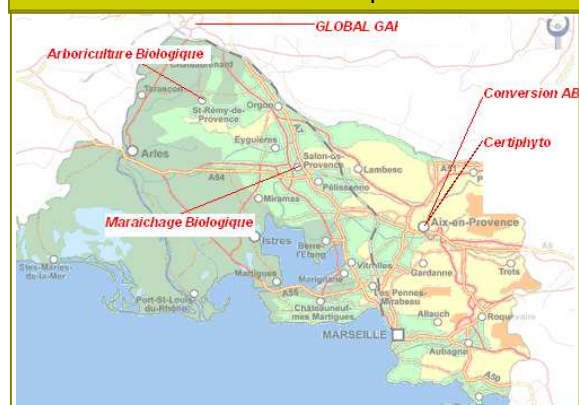 GLOBAL GAP
Arboriculture Biologique
Chateaurenard
Tarascon
St-Rémy-de-
Provence
Orgon
A7
Conversion AB
Eyguières
Certiphyto
Arles
Salon-de-
Provence
Lambesc
A51
A54
Pélissanne
Miramas
Maraichage Biologique
Aix-en-Provence
Istres
Berre-
l'Etang
Stes-Maries-
de-la-Mer
Vitrolles
Martigues
Marignane
Gardanne
Trets
A55
Les Pennes-
Mirabeau
Port-St-Louis
du-Rhône
Châteauneuf-
les Martigues
Allauch
Roquevaire
MARSEILLE
Aubagne
A50